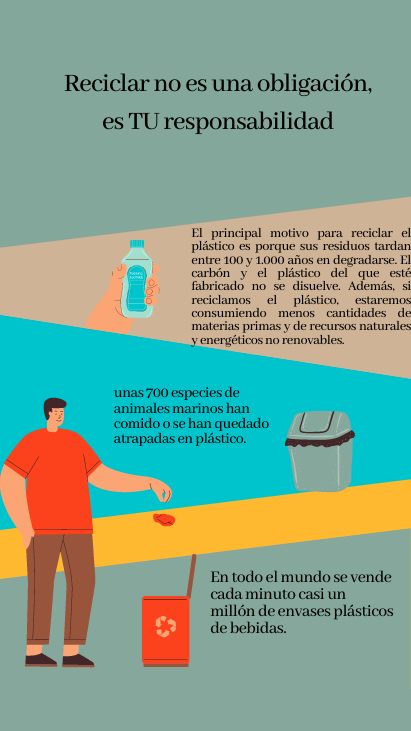 Reciclar no es una obligación,
es TU responsabilidad
El principal motivo para reciclar el
plástico es porque sus residuos tardan
entre 100 y 1.000 años en degradarse. El
carbón y el plástico del que esté
fabricado no se disuelve. Además, si
reciclamos el plástico, estaremos
consumiendo menos cantidades de
materias primas y de recursos naturales
y energéticos no renovables.
unas 700 especies de
animales marinos han
comido o se han quedado
atrapadas en plástico.
En todo el mundo se vende
cada minuto casi un
millón de envases plásticos
de bebidas.